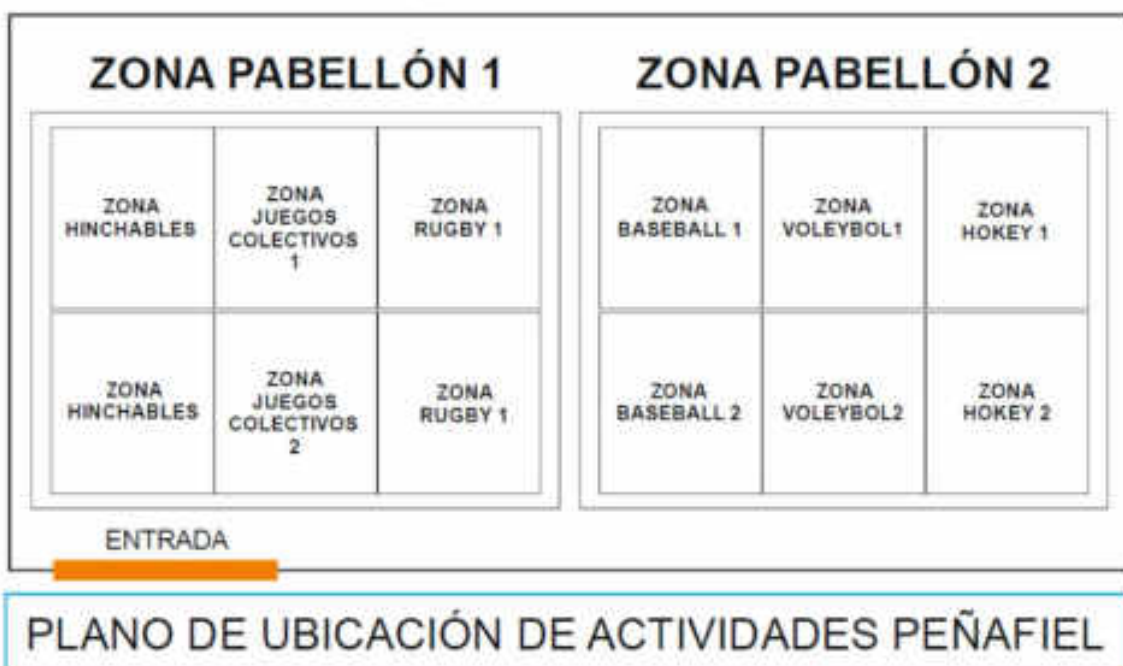 ZONA PABELLÓN 1
ZONA PABELLÓN 2
ZONA
HINCHABLES
ZONA
JUEGOS
COLECTIVOS
1
ZONA
RUGBY 1
ZONA
BASEBALL 1
ZONA
VOLEYBOL1
ZONA
HOKEY 1
ZONA
HINCHABLES
ZONA
JUEGOS
COLECTIVOS
2
ZONA
RUGBY 1
ZONA
BASEBALL 2
ZONA
VOLEYBOL2
ZONA
HOKEY 2
ENTRADA
PLANO DE UBICACIÓN DE ACTIVIDADES PEÑAFIEL